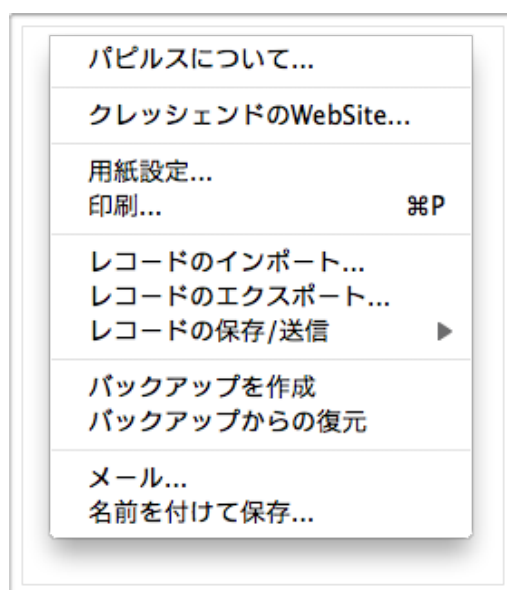 パピルスについて...
クレッシェンドのWebSite...
用紙設定...
印刷... ⌘P
レコードのインポート...
レコードのエクスポート...
レコードの保存/送信 ▶
バックアップを作成
バックアップからの復元
メール...
名前を付けて保存...